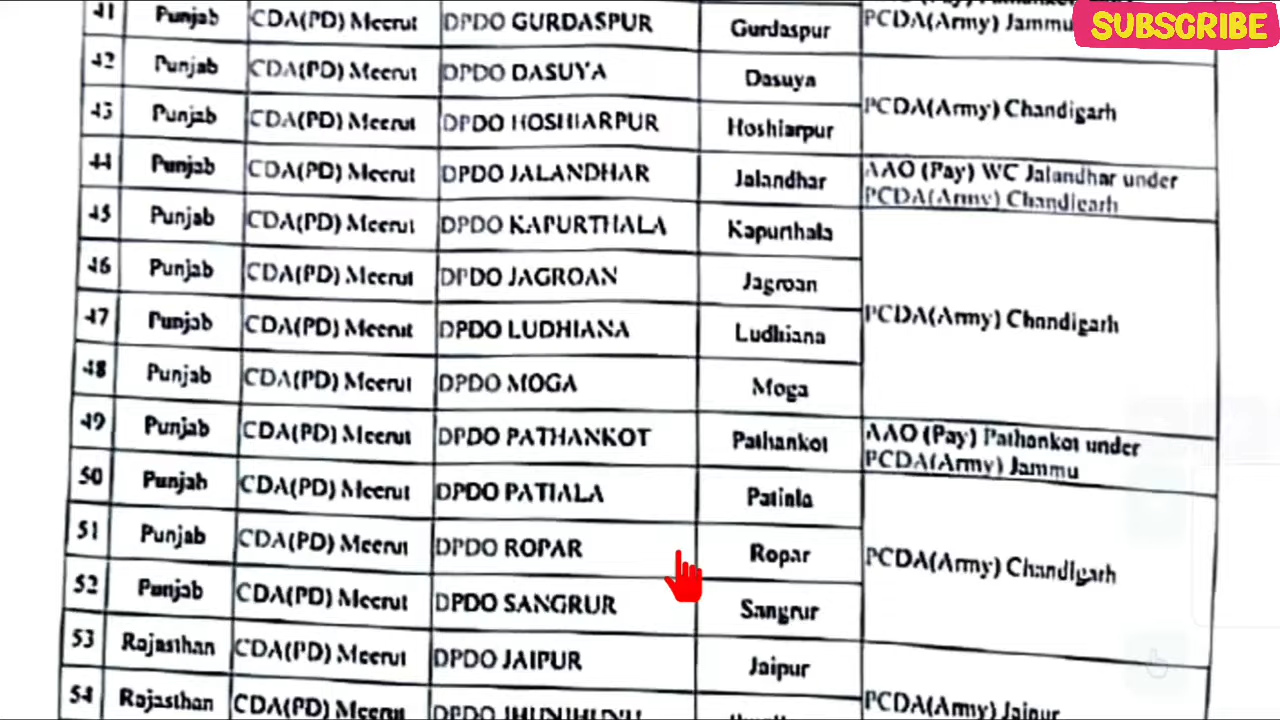 SUBSCRIBE
41 Punjab CDA(PD) Meerut DPDO GURDASPUR Gurdaspur
PCDA(Army) Jammu
42 Punjab CDA(PD) Meerut DPDO DASUYA Dasuya
PCDA(Army) Chandigarh
43 Punjab CDA(PD) Meerut DPDO HOSHIARPUR Hoshiarpur
44 Punjab CDA(PD) Meerut DPDO JALANDHAR Jalandhar AAO (Pay) WC Jalandhar under
PCDA(Army) Chandigarh
45 Punjab CDA(PD) Meerut DPDO KAPURTHALA Kapurthala
46 Punjab CDA(PD) Meerut DPDO JAGROAN Jagroan
PCDA(Army) Chandigarh
47 Punjab CDA(PD) Meerut DPDO LUDHIANA Ludhiana
48 Punjab CDA(PD) Meerut DPDO MOGA Moga
49 Punjab CDA(PD) Meerut DPDO PATHANKOT Pathankot AAO (Pay) Pathankot under
PCDA(Army) Jammu
50 Punjab CDA(PD) Meerut DPDO PATIALA Patiala
51 Punjab CDA(PD) Meerut DPDO ROPAR Ropar
PCDA(Army) Chandigarh
52 Punjab CDA(PD) Meerut DPDO SANGRUR Sangrur
53 Rajasthan CDA(PD) Meerut DPDO JAIPUR Jaipur
PCDA(Army) Jaipur
54 Rajasthan CDA(PD) Meerut DPDO JHUNJHUNU